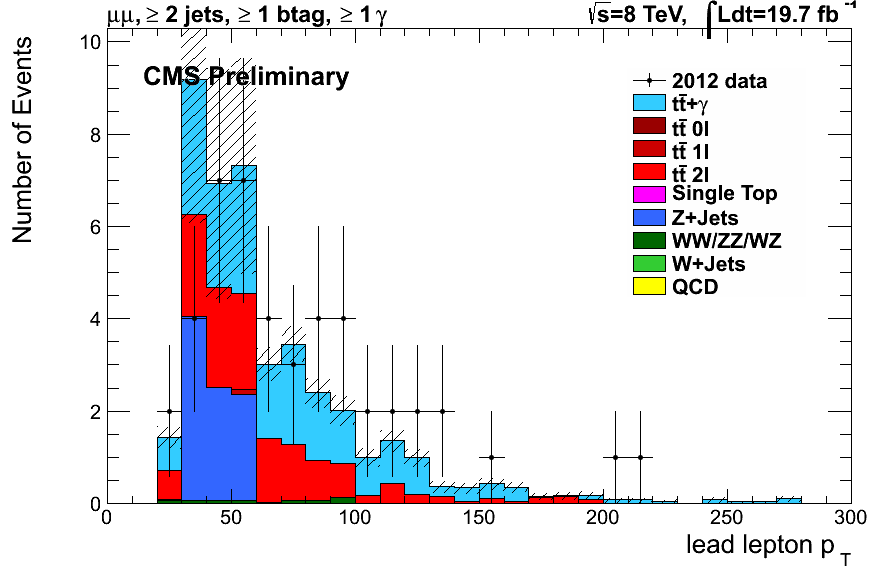 μμ, ≥ 2 jets, ≥ 1 btag, ≥ 1 γ
√s=8 TeV, ∫Ldt=19.7 fb⁻¹
CMS Preliminary
2012 data
tt̄+γ
tt̄ 0l
tt̄ 1l
tt̄ 2l
Single Top
Z+Jets
WW/ZZ/WZ
W+Jets
QCD
Number of Events
10
8
6
4
2
0
0 50 100 150 200 250 300
lead lepton p_T